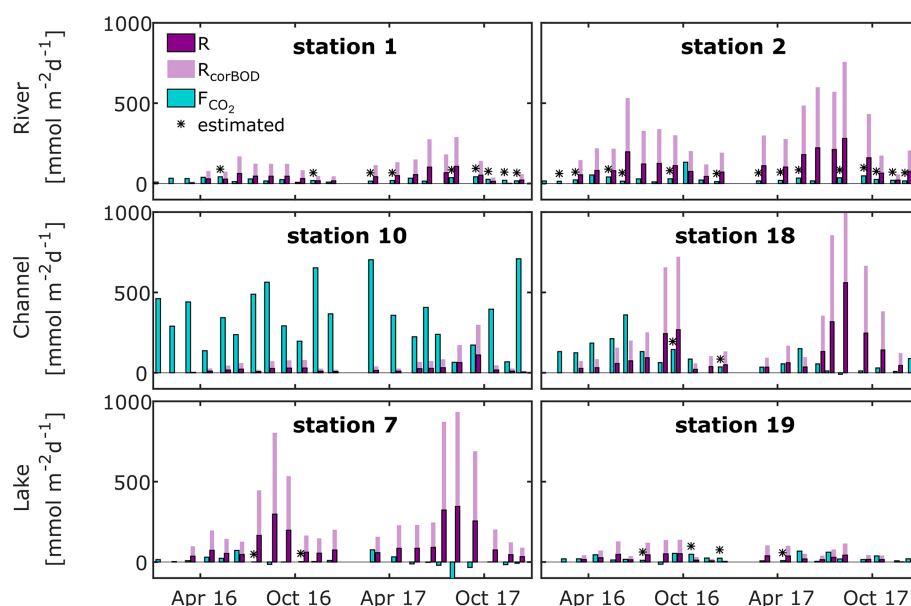 1000
500
0
River
[mmol m-2d-1]
station 1
R
RcorBOD
FCO2
* estimated
station 2
1000
500
0
Channel
[mmol m-2d-1]
station 10
station 18
1000
500
0
Lake
[mmol m-2d-1]
station 7
station 19
Apr 16
Oct 16
Apr 17
Oct 17
Apr 16
Oct 16
Apr 17
Oct 17